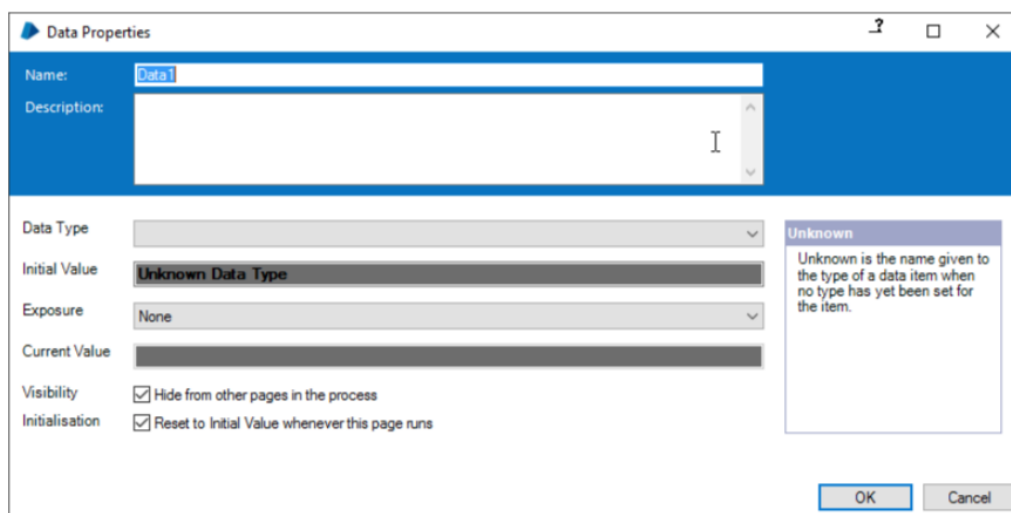 Data Properties
?
Name:
Data1
Description:
Data Type
Unknown
Unknown is the name given to
the type of a data item when
no type has yet been set for
the item.
Initial Value
Unknown Data Type
Exposure
None
Current Value
Visibility
Hide from other pages in the process
Initialisation
Reset to Initial Value whenever this page runs
OK
Cancel